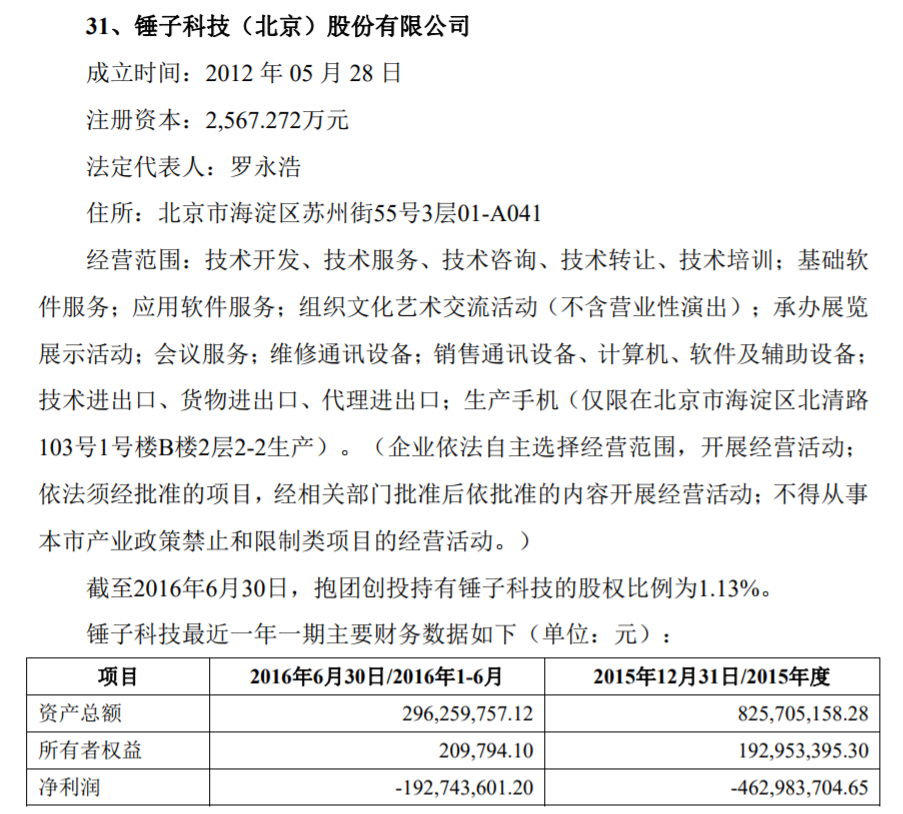 31、锤子科技（北京）股份有限公司
成立时间：2012 年 05 月 28 日
注册资本：2,567.272万元
法定代表人：罗永浩
住所：北京市海淀区苏州街55号3层01-A041
经营范围：技术开发、技术服务、技术咨询、技术转让、技术培训；基础软
件服务；应用软件服务；组织文化艺术交流活动（不含营业性演出）；承办展览
展示活动；会议服务；维修通讯设备；销售通讯设备、计算机、软件及辅助设备；
技术进出口、货物进出口、代理进出口；生产手机（仅限在北京市海淀区北清路
103号1号楼B楼2层2-2生产）。（企业依法自主选择经营范围，开展经营活动；
依法须经批准的项目，经相关部门批准后依批准的内容开展经营活动；不得从事
本市产业政策禁止和限制类项目的经营活动。）
截至2016年6月30日，抱团创投持有锤子科技的股权比例为1.13%。
锤子科技最近一年一期主要财务数据如下（单位：元）：
项目 2016年6月30日/2016年1-6月 2015年12月31日/2015年度
资产总额 296,259,757.12 825,705,158.28
所有者权益 209,794.10 192,953,395.30
净利润 -192,743,601.20 -462,983,704.65